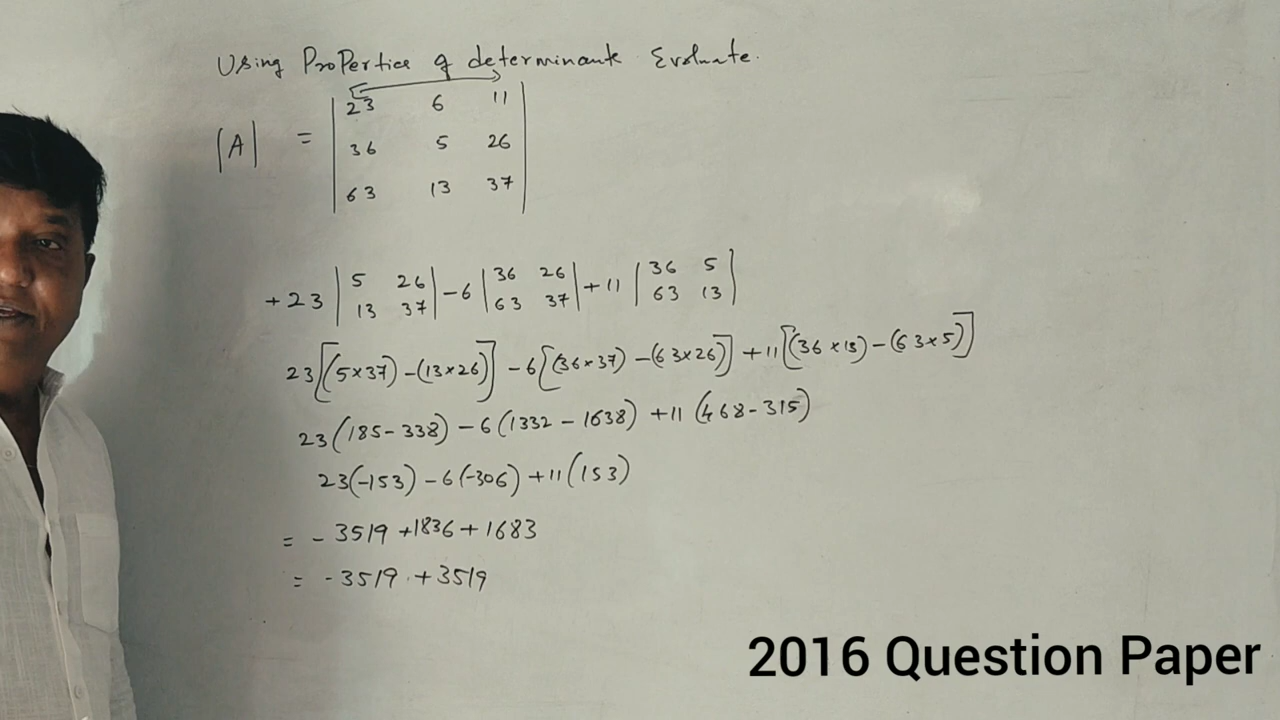 Using Properties of determinant Evaluate.
|A| = | 23 6 11 |
| 36 5 26 |
| 63 13 37 |
+23 | 5 26 | -6 | 36 26 | +11 | 36 5 |
| 13 37 | | 63 37 | | 63 13 |
23[(5×37) -(13×26)] -6[(36×37) -(63×26)] +11[(36×13) -(63×5)]
23(185-338) -6(1332 - 1638) +11 (468-315)
23(-153) -6(-306) +11(153)
= - 3519 +1836 + 1683
= -3519 +3519
2016 Question Paper